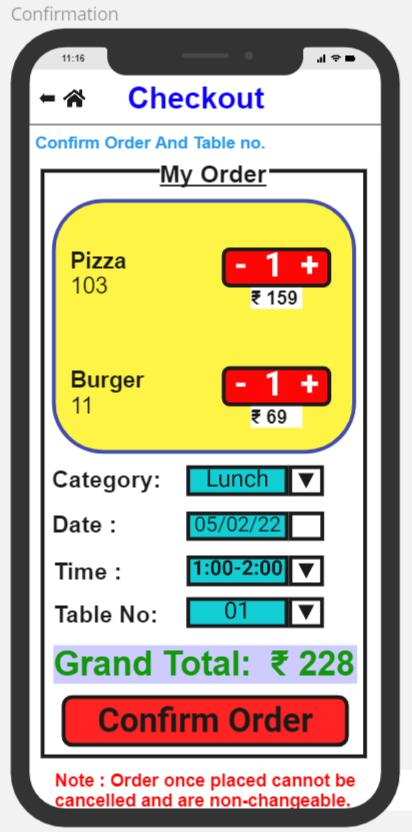 Confirmation
11:16
Checkout
Confirm Order And Table no.
My Order
Pizza
103
- 1 +
₹ 159
Burger
11
- 1 +
₹ 69
Category: Lunch ▼
Date : 05/02/22
Time : 1:00-2:00 ▼
Table No: 01 ▼
Grand Total: ₹ 228
Confirm Order
Note : Order once placed cannot be
cancelled and are non-changeable.